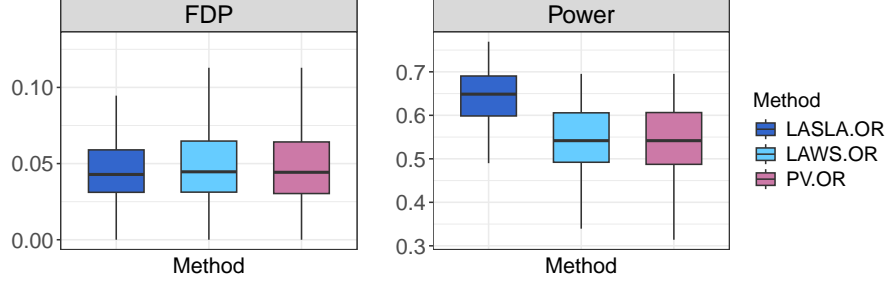 FDP
0.10
0.05
0.00
Method
Power
0.7
0.6
0.5
0.4
0.3
Method
Method
LASLA.OR
LAWS.OR
PV.OR